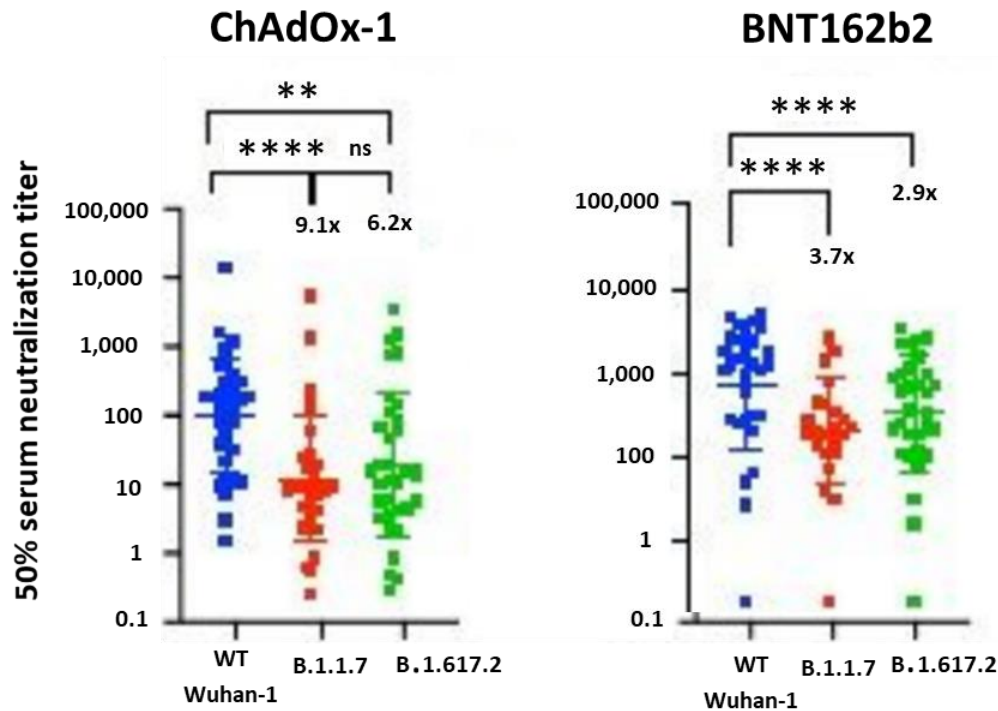 ChAdOx-1
BNT162b2
50% serum neutralization titer
**
**** ns
9.1x 6.2x
100,000
10,000
1,000
100
10
1
0.1
WT
Wuhan-1
B.1.1.7
B.1.617.2
****
****
2.9x
3.7x
100,000
10,000
1,000
100
1
0.1
WT
Wuhan-1
B.1.1.7
B.1.617.2